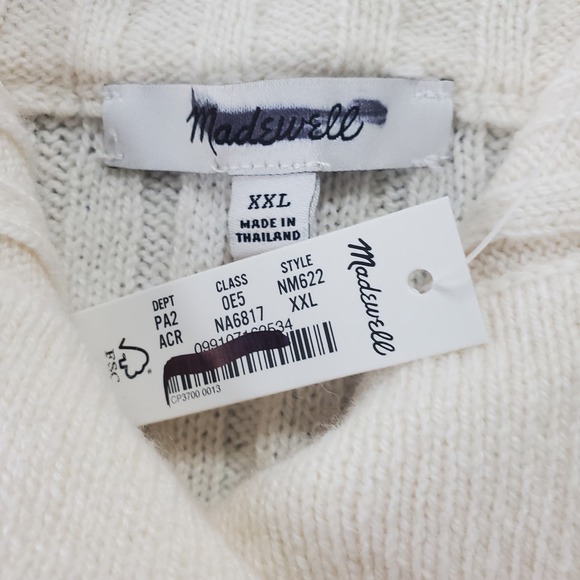 Madewell
XXL
MADE IN
THAILAND
DEPT CLASS STYLE
PA2 0E5 NM622
ACR NA6817 XXL
Madewell
FSC
CP3700 0013